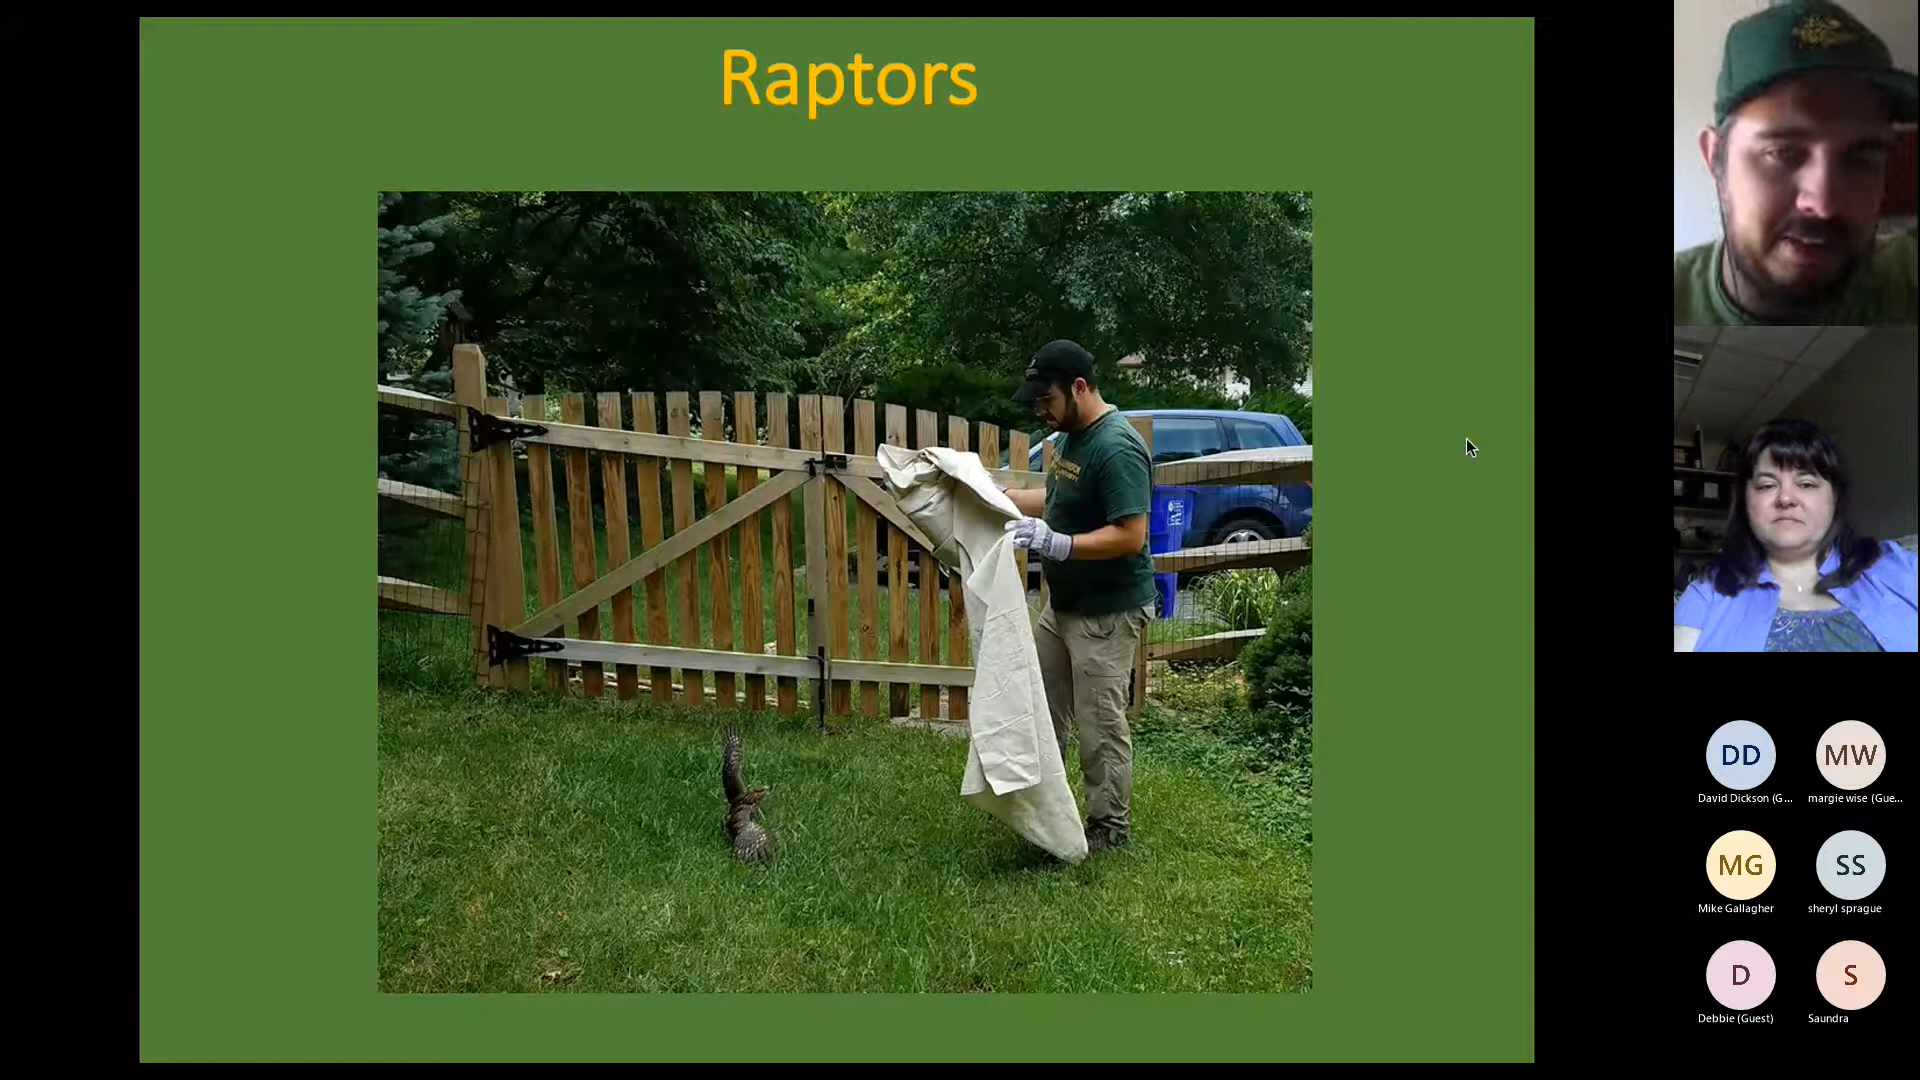 Raptors
DD
MW
David Dickson (G...
margie wise (Gue...
MG
SS
Mike Gallagher
sheryl sprague
D
S
Debbie (Guest)
Saundra